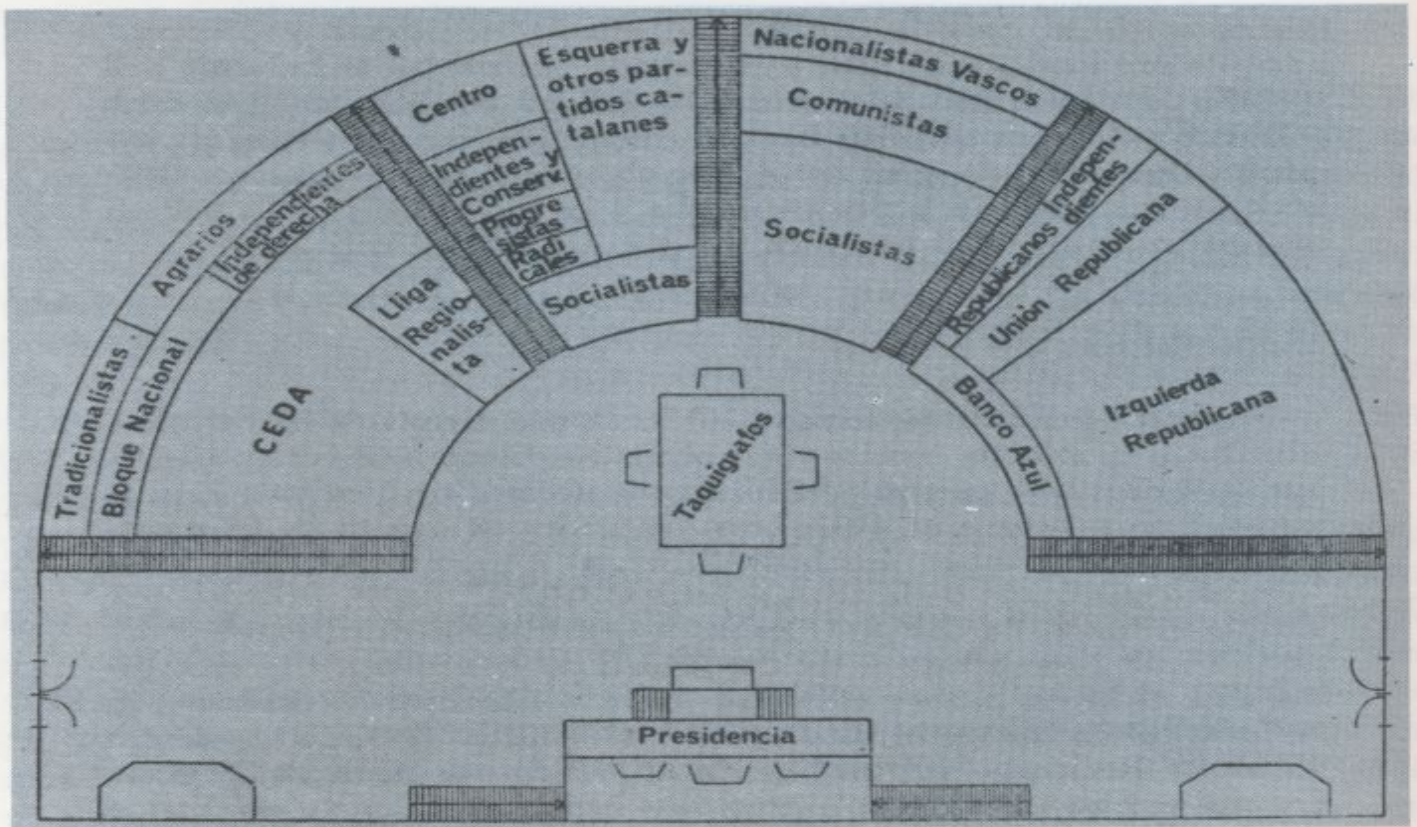 Tradicionalistas
Agrarios
Bloque Nacional
Independientes
de derecha
CEDA
Lliga
Regio-
nalis-
ta
Centro
Indepen-
dientes y
Conserv.
Progre
sistas
Radi
cales
Esquerra y
otros par-
tidos ca-
talanes
Socialistas
Nacionalistas Vascos
Comunistas
Socialistas
Republicanos Indepen-
dientes
Unión Republicana
Izquierda
Republicana
Banco Azul
Taquígrafos
Presidencia